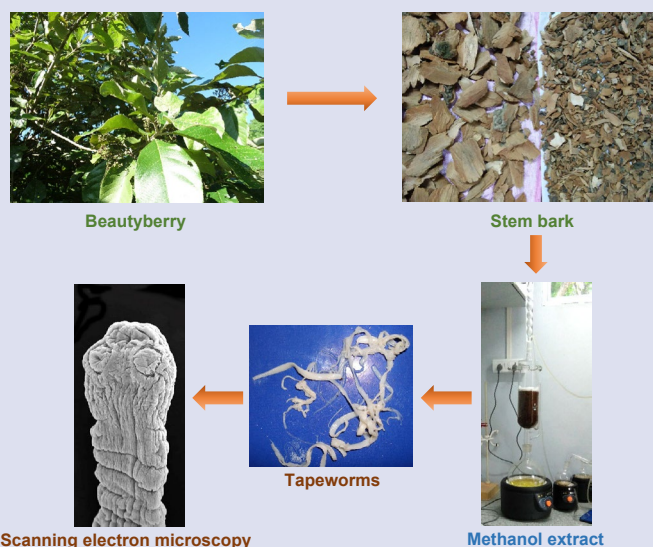 Beautyberry
Stem bark
Methanol extract
Tapeworms
Scanning electron microscopy